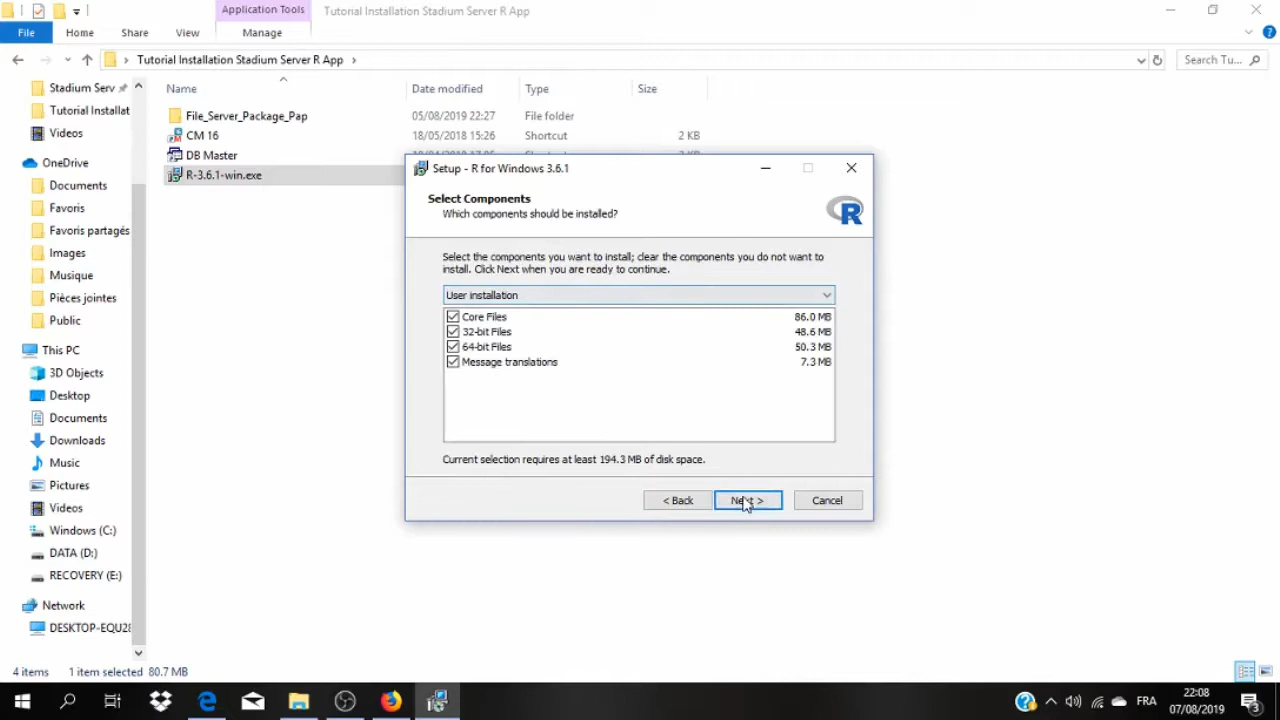 Application Tools
Tutorial Installation Stadium Server R App
File
Home
Share
View
Manage
Tutorial Installation Stadium Server R App
Search Tu...
Stadium Serv
Tutorial Installat
Videos
OneDrive
Documents
Favoris
Favoris partagés
Images
Musique
Pièces jointes
Public
This PC
3D Objects
Desktop
Documents
Downloads
Music
Pictures
Videos
Windows (C:)
DATA (D:)
RECOVERY (E:)
Network
DESKTOP-EQU28
Name
Date modified
Type
Size
File_Server_Package_Pap
05/08/2019 22:27
File folder
CM 16
18/05/2018 15:26
Shortcut
2 KB
DB Master
Shortcut
R-3.6.1-win.exe
Setup - R for Windows 3.6.1
Select Components
Which components should be installed?
R
Select the components you want to install; clear the components you do not want to
install. Click Next when you are ready to continue.
User installation
Core Files 86.0 MB
32-bit Files 48.6 MB
64-bit Files 50.3 MB
Message translations 7.3 MB
Current selection requires at least 194.3 MB of disk space.
< Back
Next >
Cancel
4 items
1 item selected 80.7 MB
FRA
22:08
07/08/2019
3